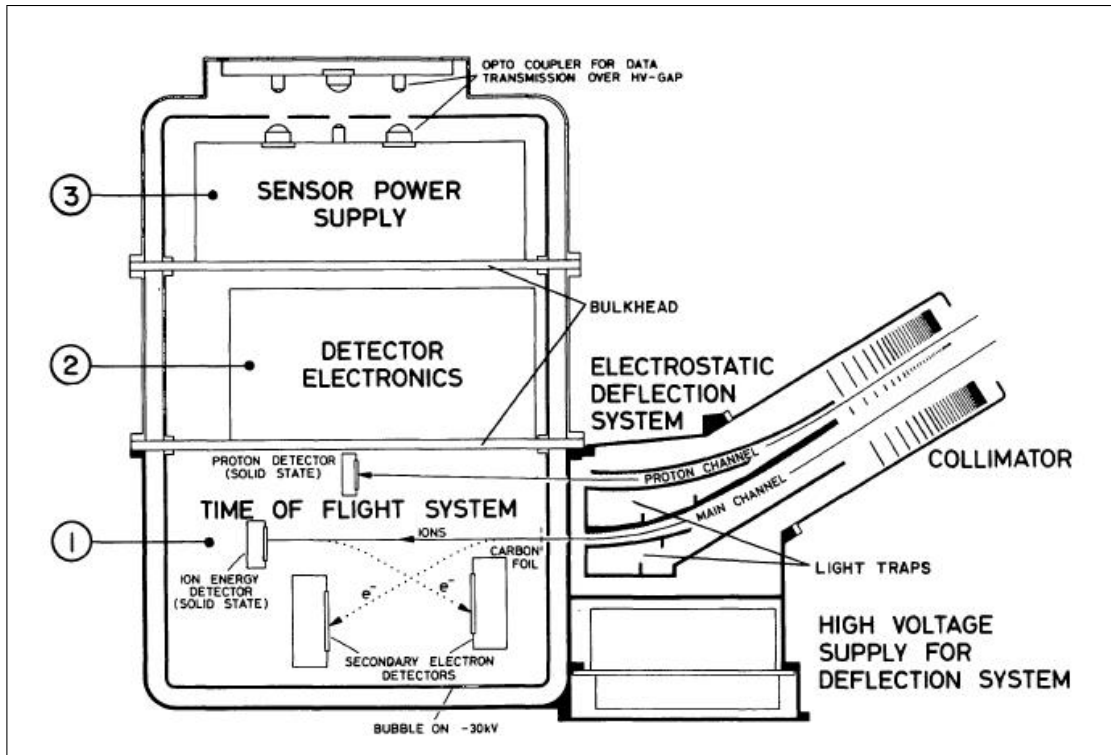 OPTO COUPLER FOR DATA
TRANSMISSION OVER HV-GAP
3
SENSOR POWER
SUPPLY
BULKHEAD
2
DETECTOR
ELECTRONICS
ELECTROSTATIC
DEFLECTION
SYSTEM
PROTON DETECTOR
(SOLID STATE)
PROTON CHANNEL
COLLIMATOR
TIME OF FLIGHT SYSTEM
MAIN CHANNEL
1
IONS
CARBON
FOIL
LIGHT TRAPS
ION ENERGY
DETECTOR
(SOLID STATE)
e-
e-
HIGH VOLTAGE
SUPPLY FOR
DEFLECTION SYSTEM
SECONDARY ELECTRON
DETECTORS
BUBBLE ON -30kV